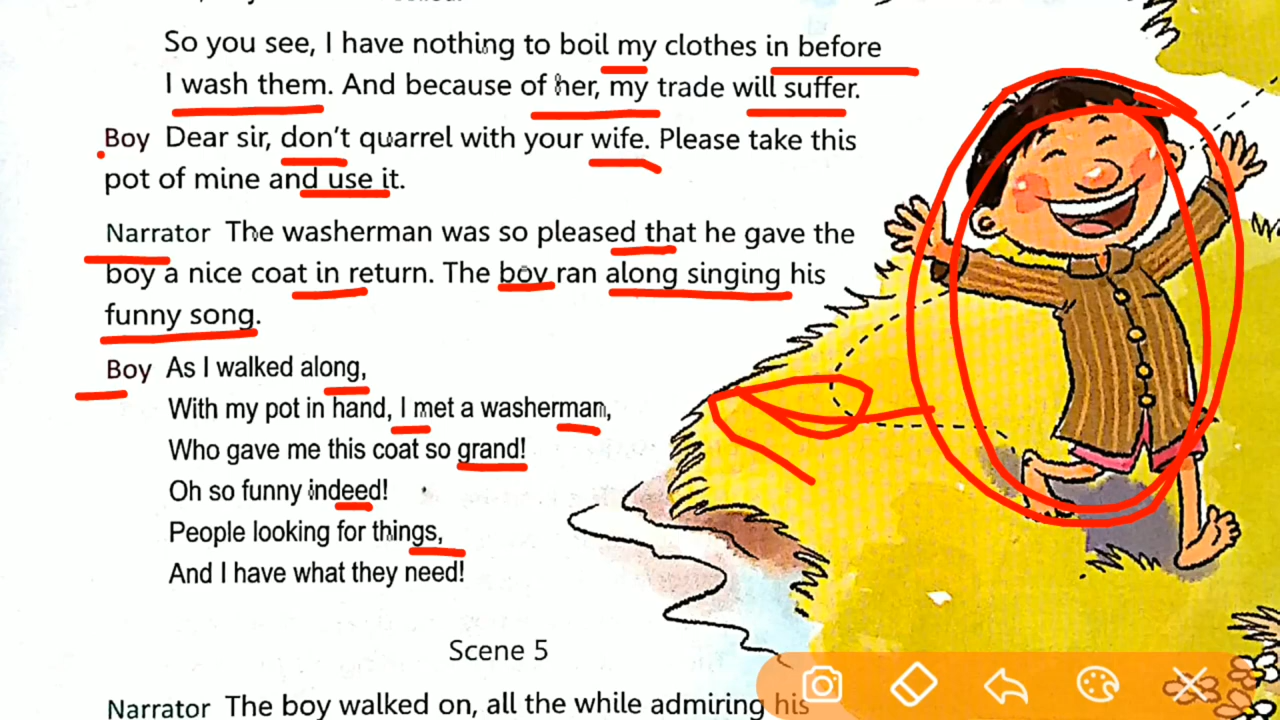 So you see, I have nothing to boil my clothes in before
I wash them. And because of her, my trade will suffer.
Boy Dear sir, don't quarrel with your wife. Please take this
pot of mine and use it.
Narrator The washerman was so pleased that he gave the
boy a nice coat in return. The boy ran along singing his
funny song.
Boy As I walked along,
With my pot in hand, I met a washerman,
Who gave me this coat so grand!
Oh so funny indeed!
People looking for things,
And I have what they need!
Scene 5
Narrator The boy walked on, all the while admiring his